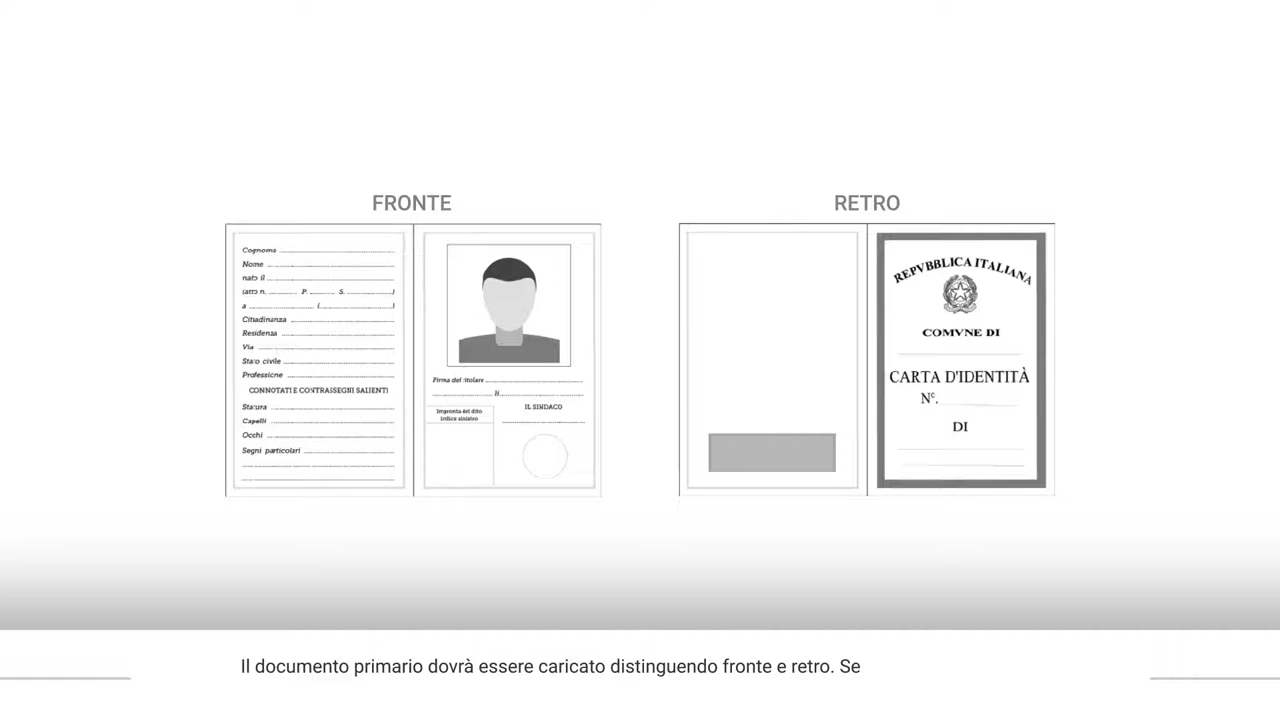 FRONTE
Cognome
Nome
nato il
(atto n. P. S. )
a ( )
Cittadinanza
Residenza
Via
Stato civile
Professione
CONNOTATI E CONTRASSEGNI SALIENTI
Statura
Capelli
Occhi
Segni particolari
Firma del titolare
N
Impronta del dito
indice sinistro
IL SINDACO
RETRO
REPVBBLICA ITALIANA
COMVNE DI
CARTA D'IDENTITÀ
N°.
DI
Il documento primario dovrà essere caricato distinguendo fronte e retro. Se